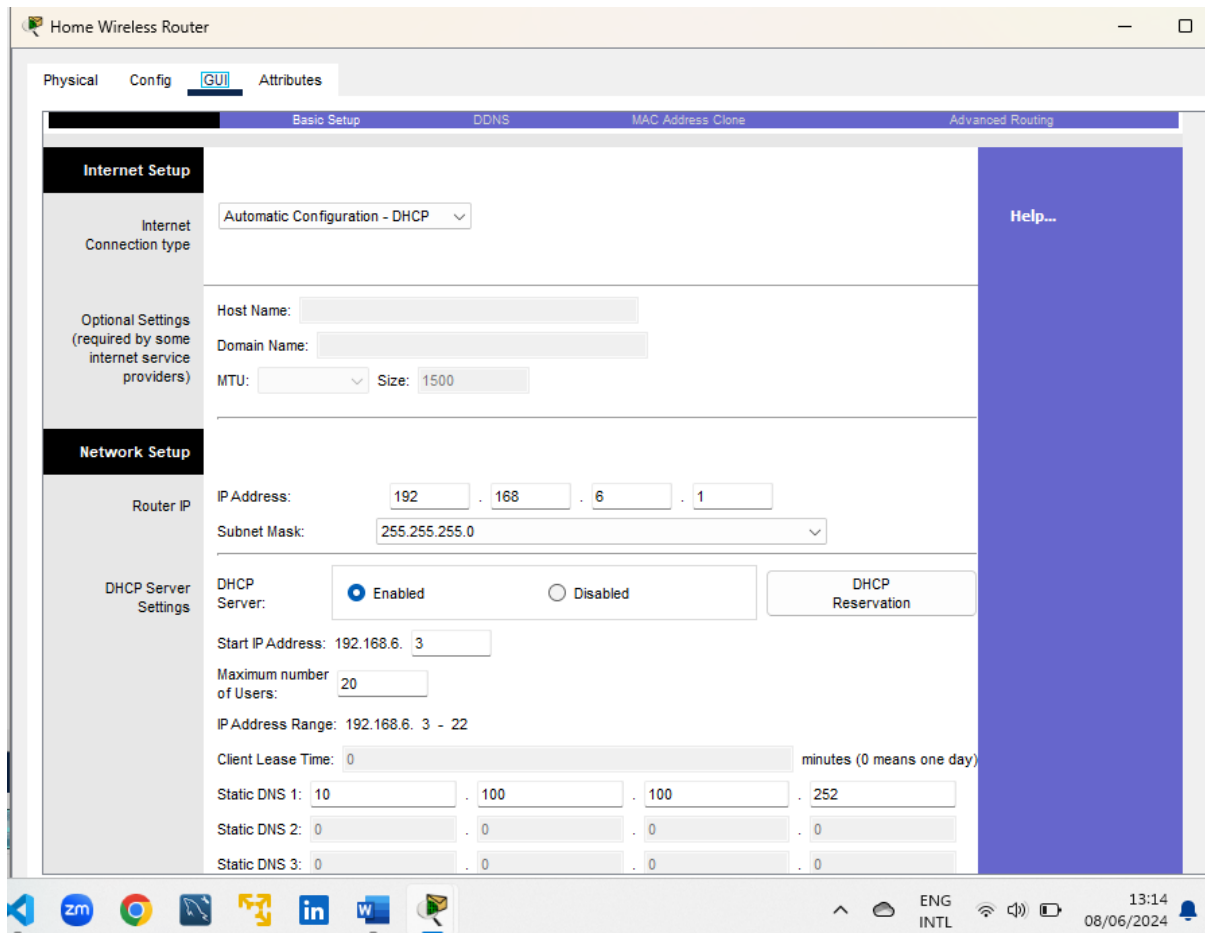 Home Wireless Router
Physical Config GUI Attributes
Basic Setup DDNS MAC Address Clone Advanced Routing
Internet Setup
Internet
Connection type
Automatic Configuration - DHCP
Help...
Optional Settings
(required by some
internet service
providers)
Host Name:
Domain Name:
MTU: Size: 1500
Network Setup
Router IP
IP Address: 192 . 168 . 6 . 1
Subnet Mask: 255.255.255.0
DHCP Server
Settings
DHCP
Server:
Enabled Disabled
DHCP
Reservation
Start IP Address: 192.168.6. 3
Maximum number
of Users: 20
IP Address Range: 192.168.6. 3 - 22
Client Lease Time: 0 minutes (0 means one day)
Static DNS 1: 10 . 100 . 100 . 252
Static DNS 2: 0 . 0 . 0 . 0
Static DNS 3: 0 . 0 . 0 . 0
zm
in
W
ENG
INTL
13:14
08/06/2024